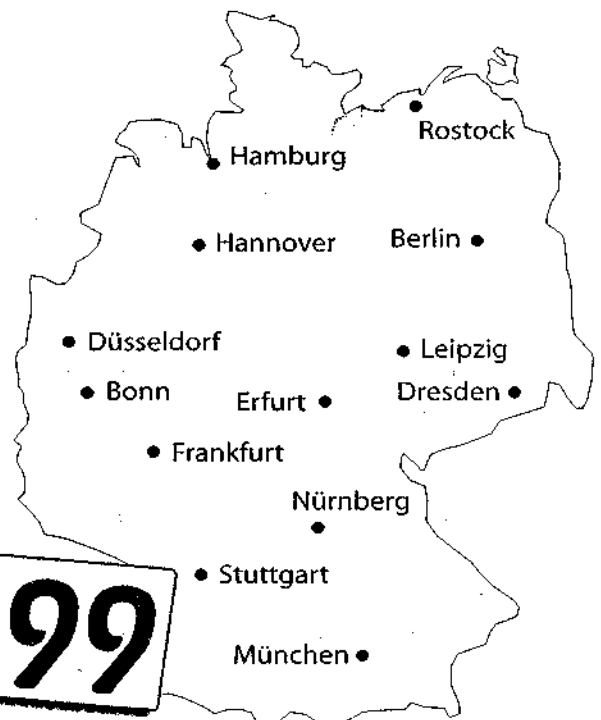 Rostock
Hamburg
Hannover
Berlin
Düsseldorf
Leipzig
Bonn
Dresden
Erfurt
Frankfurt
Nürnberg
Stuttgart
99
München